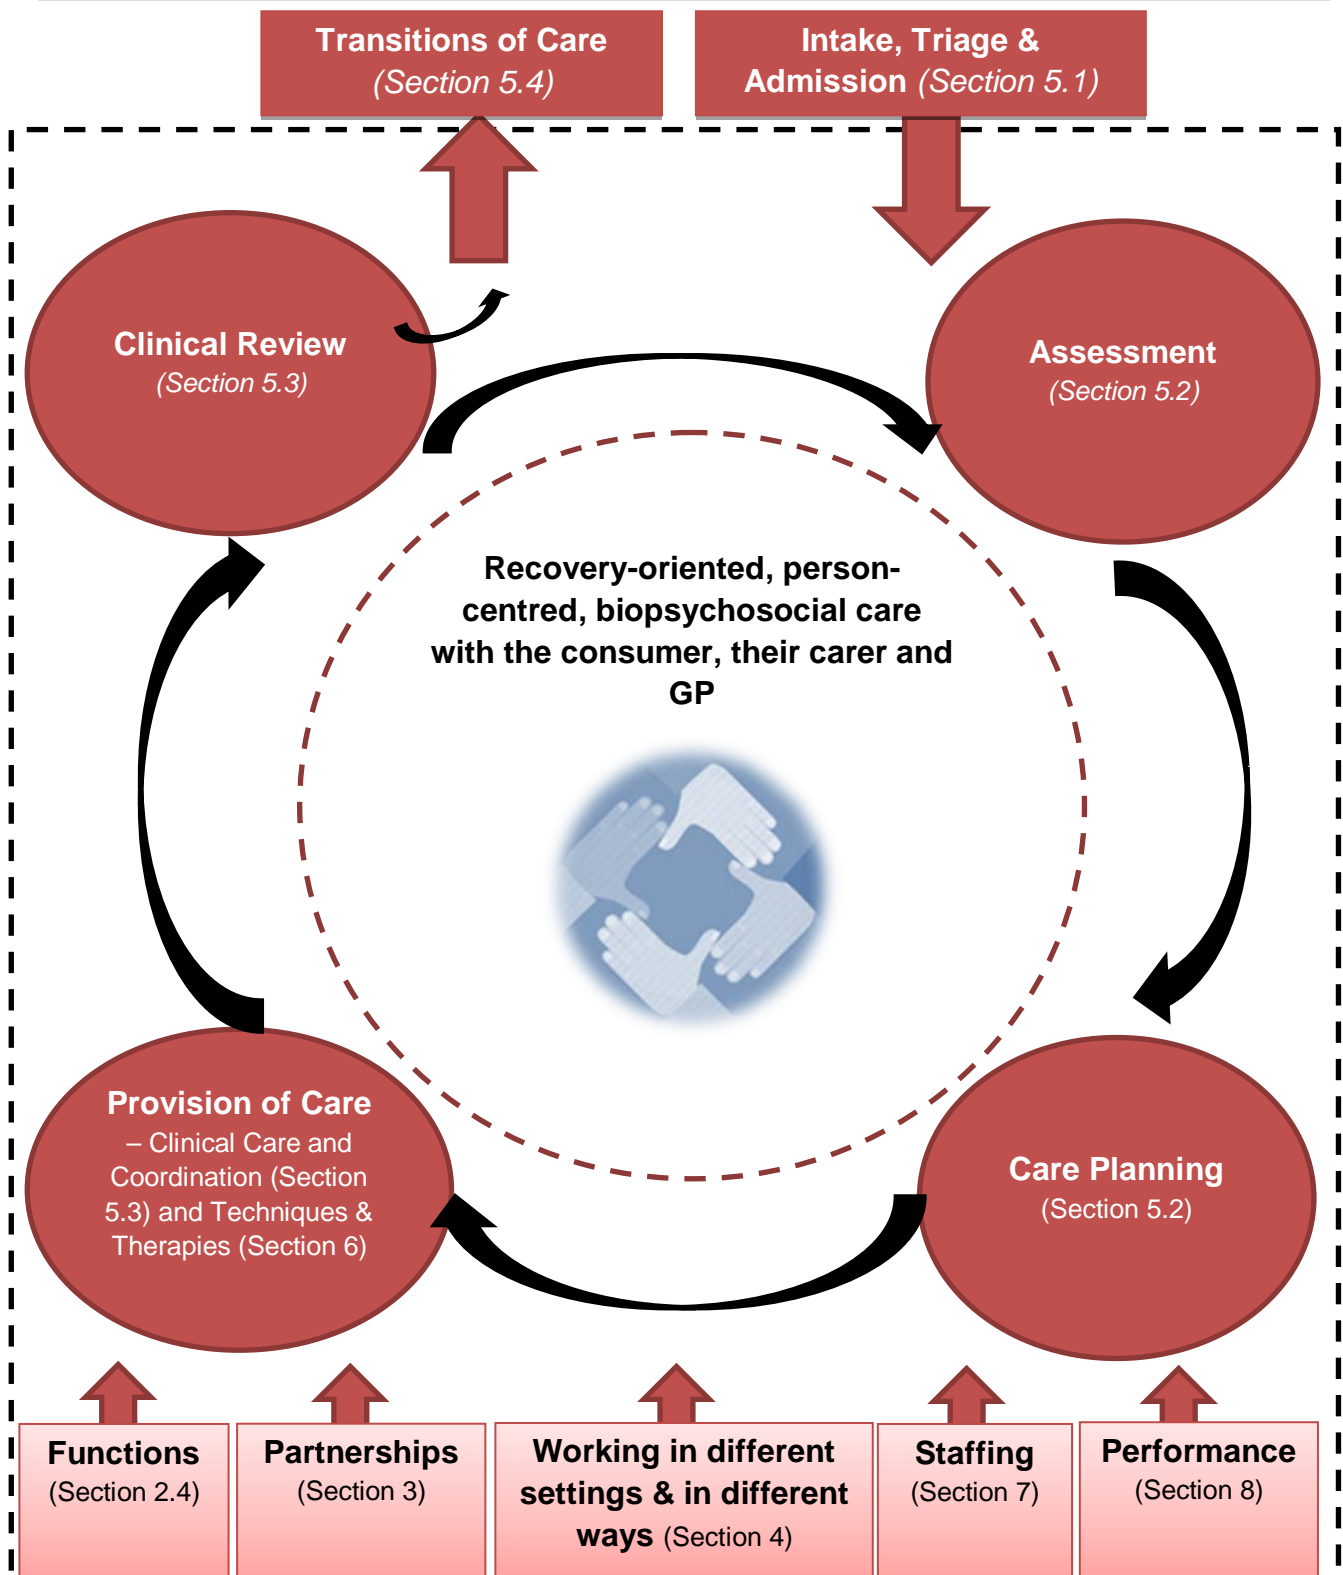 Transitions of Care
(Section 5.4)
Intake, Triage &
Admission (Section 5.1)
Clinical Review
(Section 5.3)
Assessment
(Section 5.2)
Recovery-oriented, person-
centred, biopsychosocial care
with the consumer, their carer and
GP
Provision of Care
– Clinical Care and
Coordination (Section
5.3) and Techniques &
Therapies (Section 6)
Care Planning
(Section 5.2)
Functions
(Section 2.4)
Partnerships
(Section 3)
Working in different
settings & in different
ways (Section 4)
Staffing
(Section 7)
Performance
(Section 8)